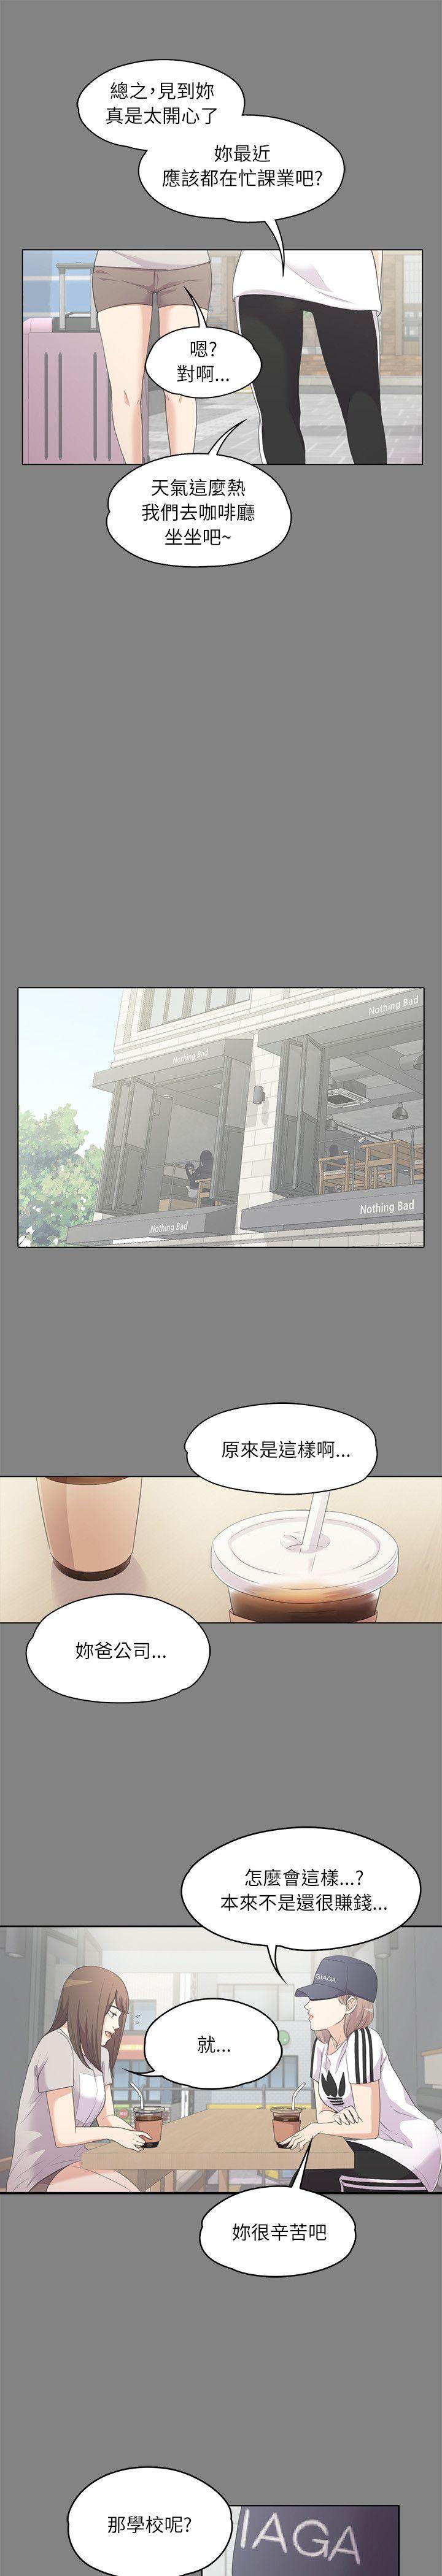 總之，見到妳
真是太開心了
妳最近
應該都在忙課業吧?
嗯?
對啊...
天氣這麼熱
我們去咖啡廳
坐坐吧~
Nothing Bad
Nothing Bad
Nothing Bad
Nothing Bad
原來是這樣啊...
妳爸公司...
怎麼會這樣...?
本來不是還很賺錢...
GIAGA
就...
妳很辛苦吧
那學校呢?
IAGA